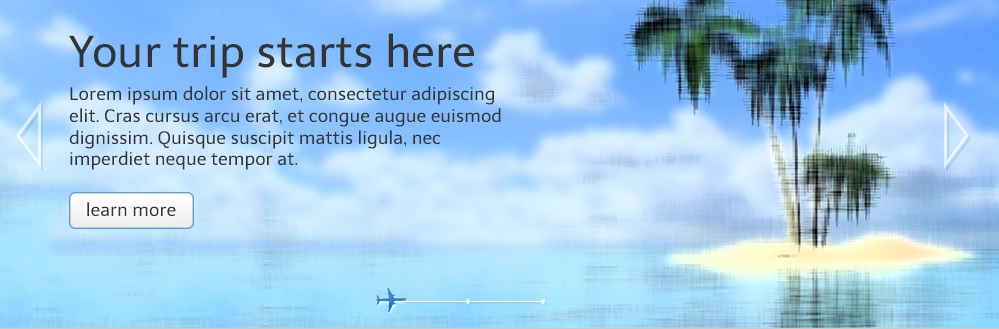 Your trip starts here
Lorem ipsum dolor sit amet, consectetur adipiscing
elit. Cras cursus arcu erat, et congue augue euismod
dignissim. Quisque suscipit mattis ligula, nec
imperdiet neque tempor at.
learn more